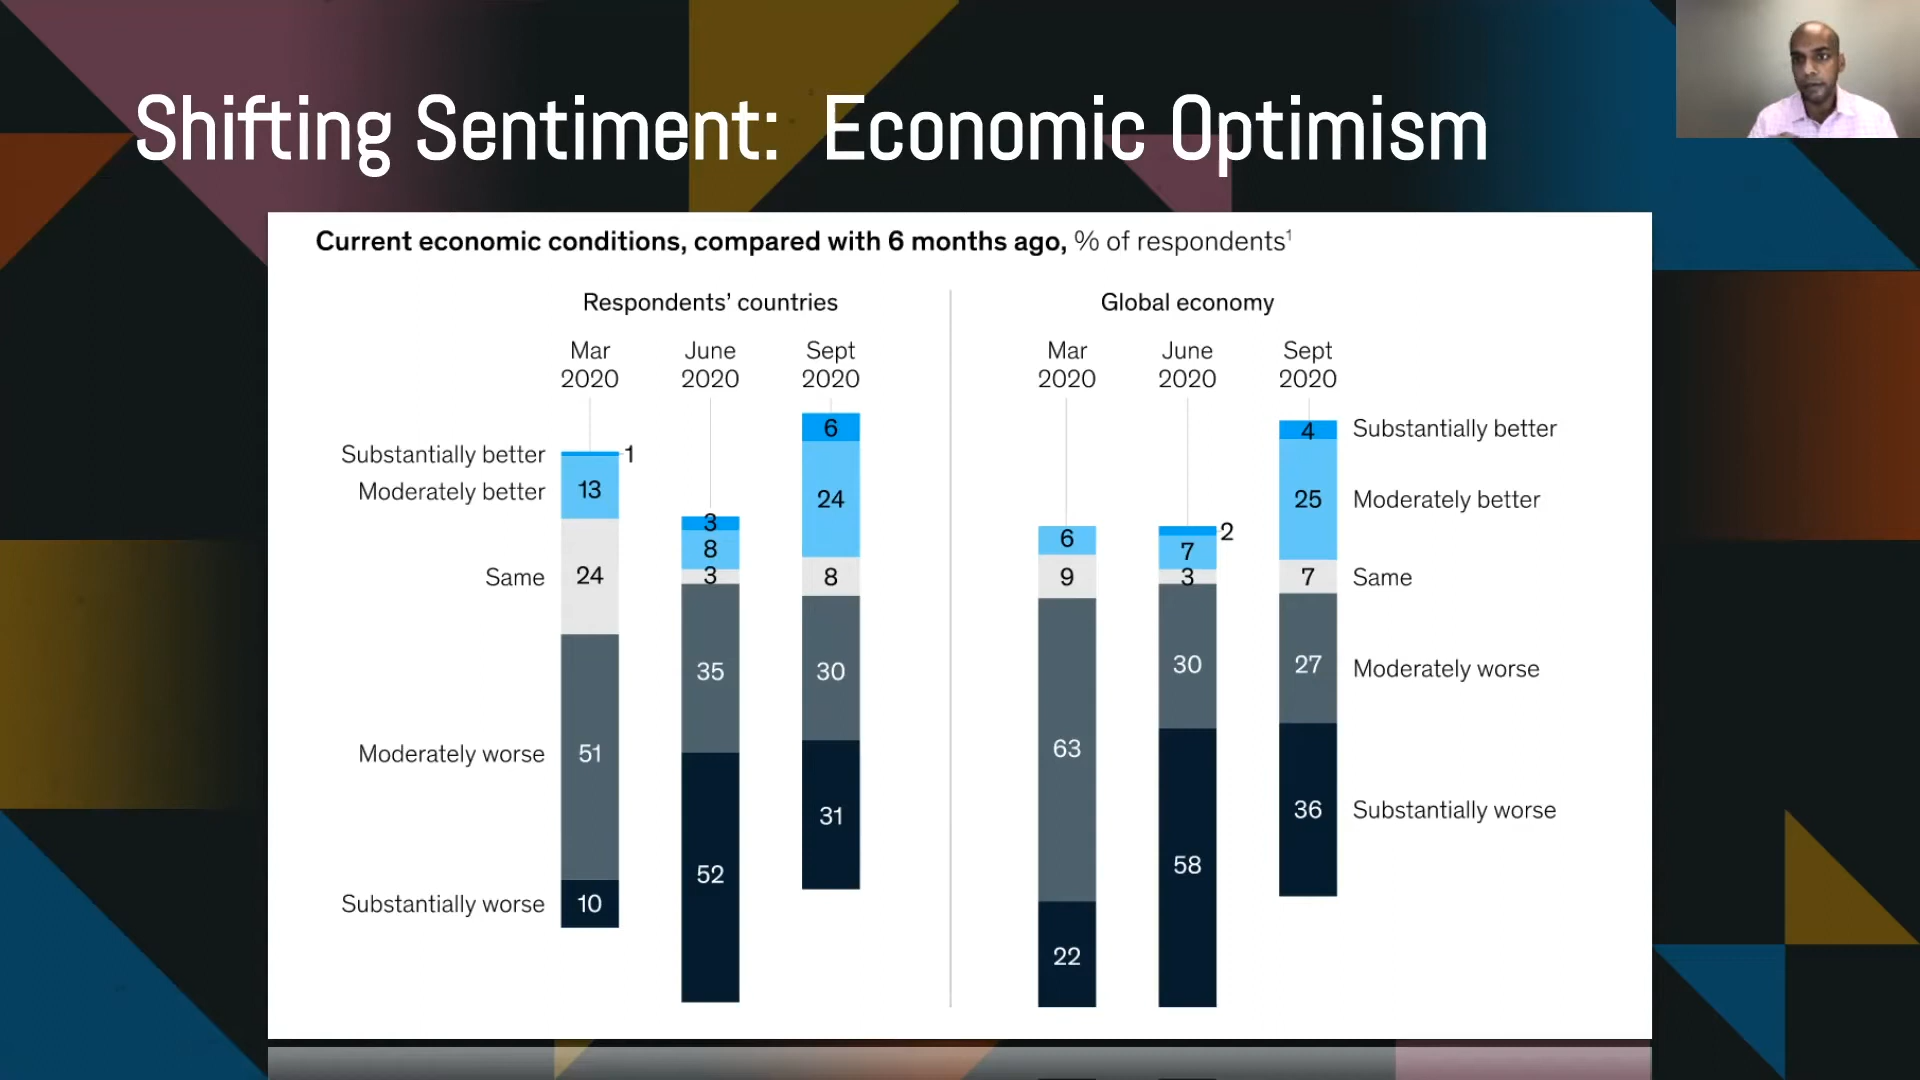 Shifting Sentiment: Economic Optimism
Current economic conditions, compared with 6 months ago, % of respondents¹
Respondents’ countries
Global economy
Mar 2020
June 2020
Sept 2020
Mar 2020
June 2020
Sept 2020
Substantially better
1
3
6
2
4
Substantially better
Moderately better
13
8
24
6
7
25
Moderately better
Same
24
3
8
9
3
7
Same
Moderately worse
51
35
30
63
30
27
Moderately worse
Substantially worse
10
52
31
22
58
36
Substantially worse